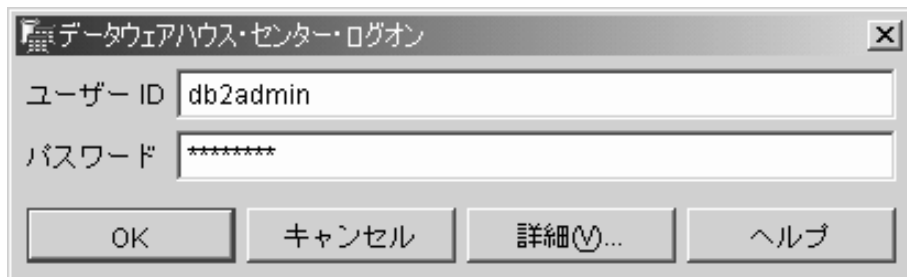 データウェアハウス・センター・ログオン
ユーザー ID db2admin
パスワード ********
OK キャンセル 詳細(V)... ヘルプ